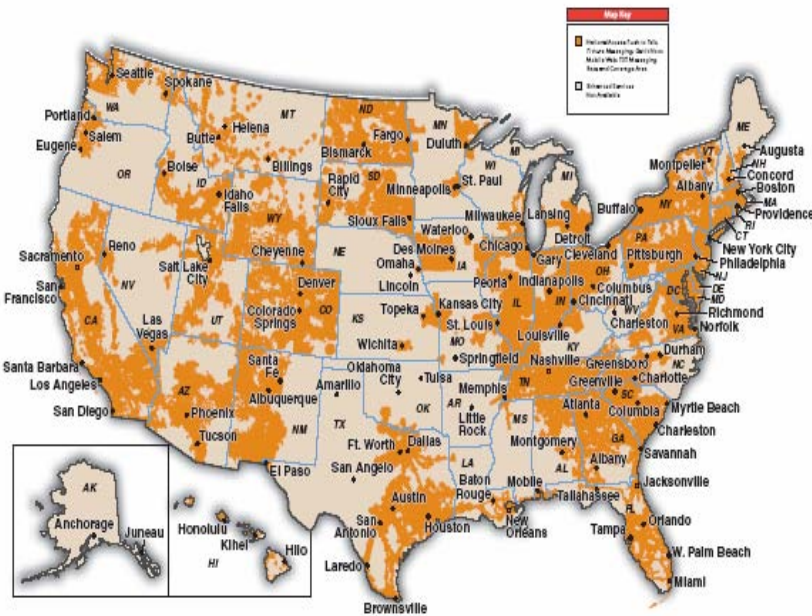 Map Key
Enhanced Services
Not Available
Seattle
Spokane
WA
Portland
Salem
Eugene
OR
MT
Helena
Butte
Billings
Boise
ID
Idaho
Falls
ND
Fargo
Bismarck
MN
Duluth
Rapid
City
SD
Sioux Falls
Minneapolis
St. Paul
WI
MI
MI
Milwaukee
Lansing
Detroit
WY
Cheyenne
Sacramento
Reno
San
Francisco
NV
CA
Las
Vegas
Salt Lake
City
UT
Denver
Colorado
Springs
CO
NE
Omaha
Lincoln
Waterloo
Des Moines
IA
Chicago
Gary
Peoria
IL
Indianapolis
IN
Cleveland
OH
Columbus
Cincinnati
Buffalo
NY
Albany
Montpelier
VT
ME
Augusta
NH
Concord
Boston
MA
Providence
RI
CT
New York City
Philadelphia
NJ
DE
MD
DC
PA
Pittsburgh
Richmond
Norfolk
WV
Charleston
VA
KS
Topeka
Kansas City
Wichita
St. Louis
MO
Springfield
Louisville
KY
Nashville
TN
Memphis
Greensboro
Durham
NC
Charlotte
Greenville
SC
Columbia
Myrtle Beach
Charleston
Santa Barbara
Los Angeles
San Diego
AZ
Phoenix
Tucson
Santa
Fe
Albuquerque
NM
El Paso
Amarillo
Oklahoma
City
Tulsa
OK
AR
Little
Rock
TX
Ft. Worth
Dallas
San Angelo
Austin
San
Antonio
Houston
Laredo
Brownsville
LA
Baton
Rouge
New
Orleans
MS
Montgomery
AL
Mobile
Atlanta
GA
Albany
Savannah
Jacksonville
Tallahassee
FL
Orlando
Tampa
W. Palm Beach
Miami
AK
Anchorage
Juneau
Honolulu
Kihei
Hilo
HI